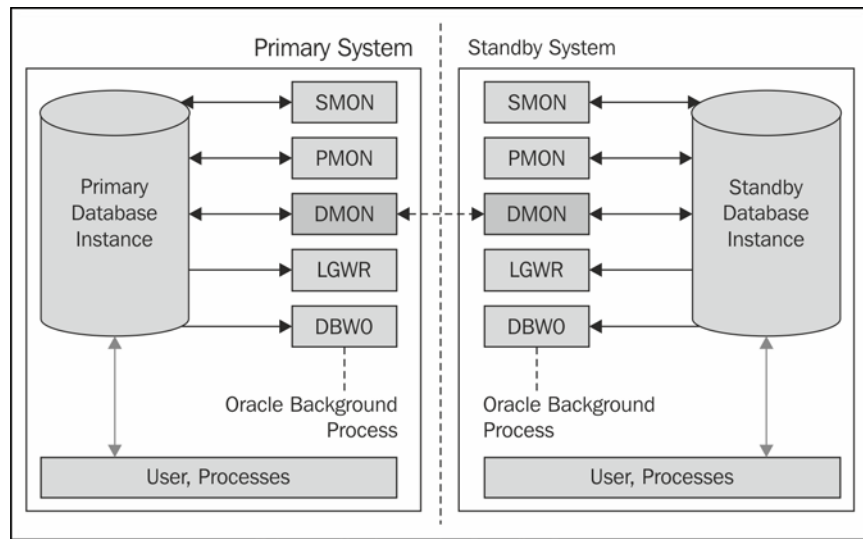 Primary System
Standby System
Primary
Database
Instance
SMON
PMON
DMON
LGWR
DBW0
Oracle Background
Process
User, Processes
SMON
PMON
DMON
LGWR
DBW0
Oracle Background
Process
Standby
Database
Instance
User, Processes